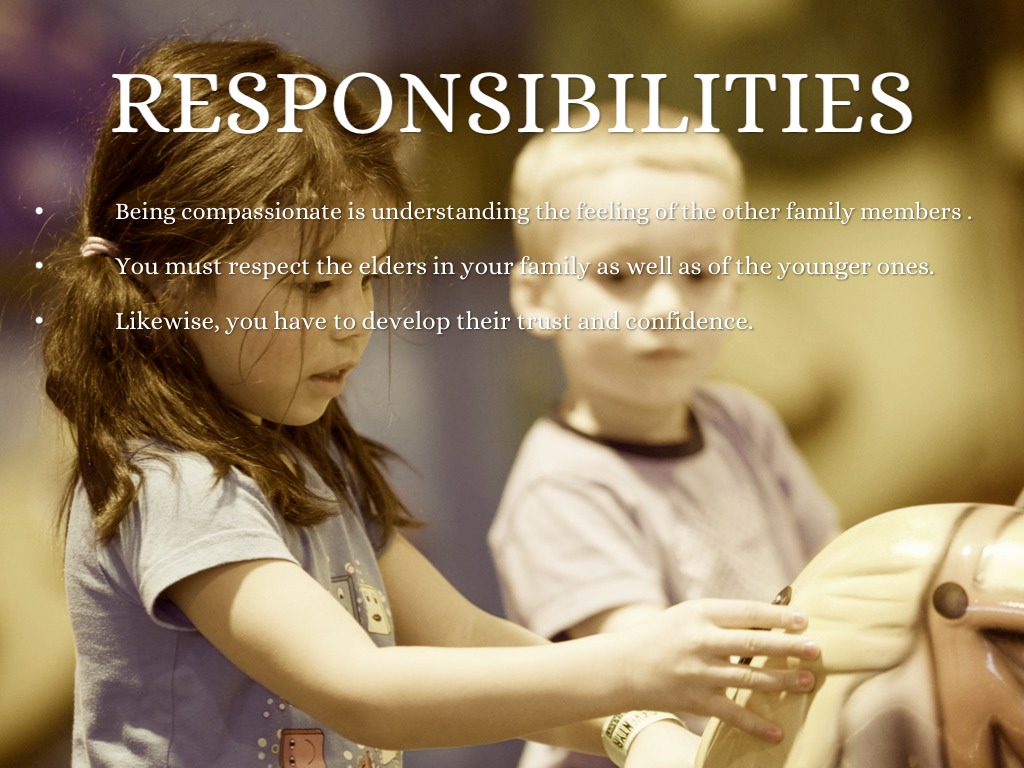 RESPONSIBILITIES
• Being compassionate is understanding the feeling of the other family members .
• You must respect the elders in your family as well as of the younger ones.
• Likewise, you have to develop their trust and confidence.